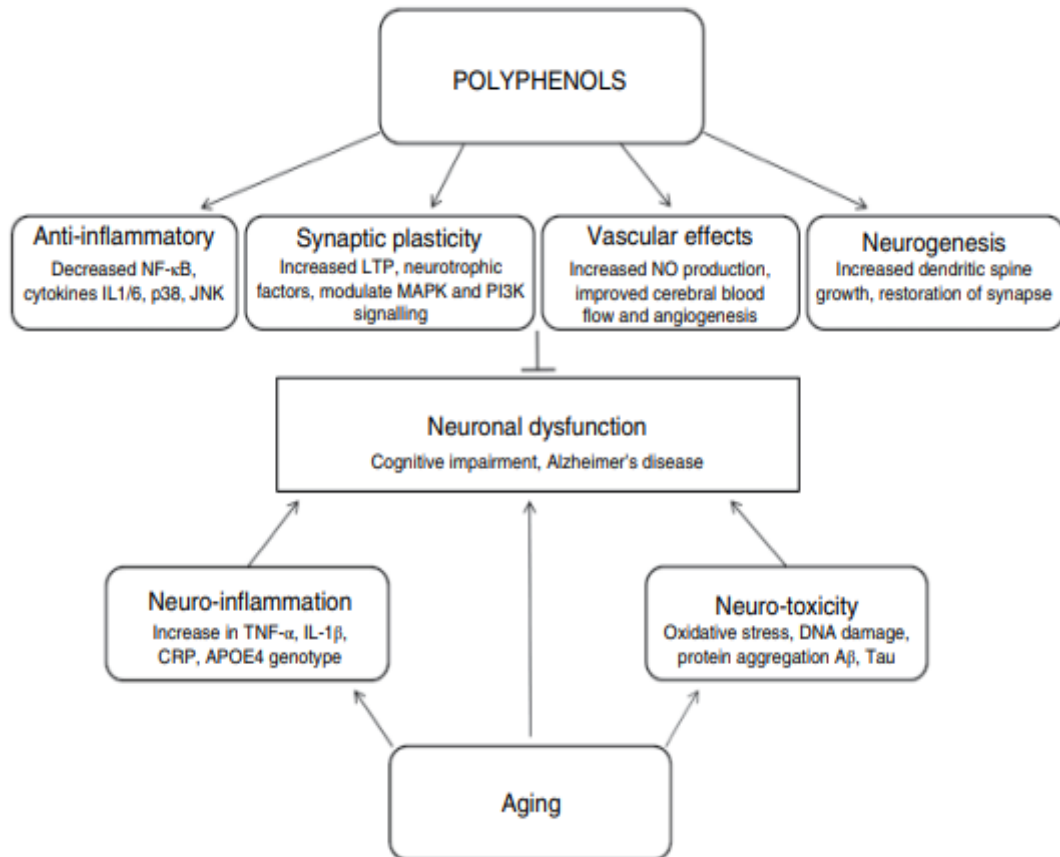 POLYPHENOLS
Anti-inflammatory
Decreased NF-κB,
cytokines IL1/6, p38, JNK
Synaptic plasticity
Increased LTP, neurotrophic
factors, modulate MAPK and PI3K
signalling
Vascular effects
Increased NO production,
improved cerebral blood
flow and angiogenesis
Neurogenesis
Increased dendritic spine
growth, restoration of synapse
Neuronal dysfunction
Cognitive impairment, Alzheimer's disease
Neuro-inflammation
Increase in TNF-α, IL-1β,
CRP, APOE4 genotype
Neuro-toxicity
Oxidative stress, DNA damage,
protein aggregation Aβ, Tau
Aging